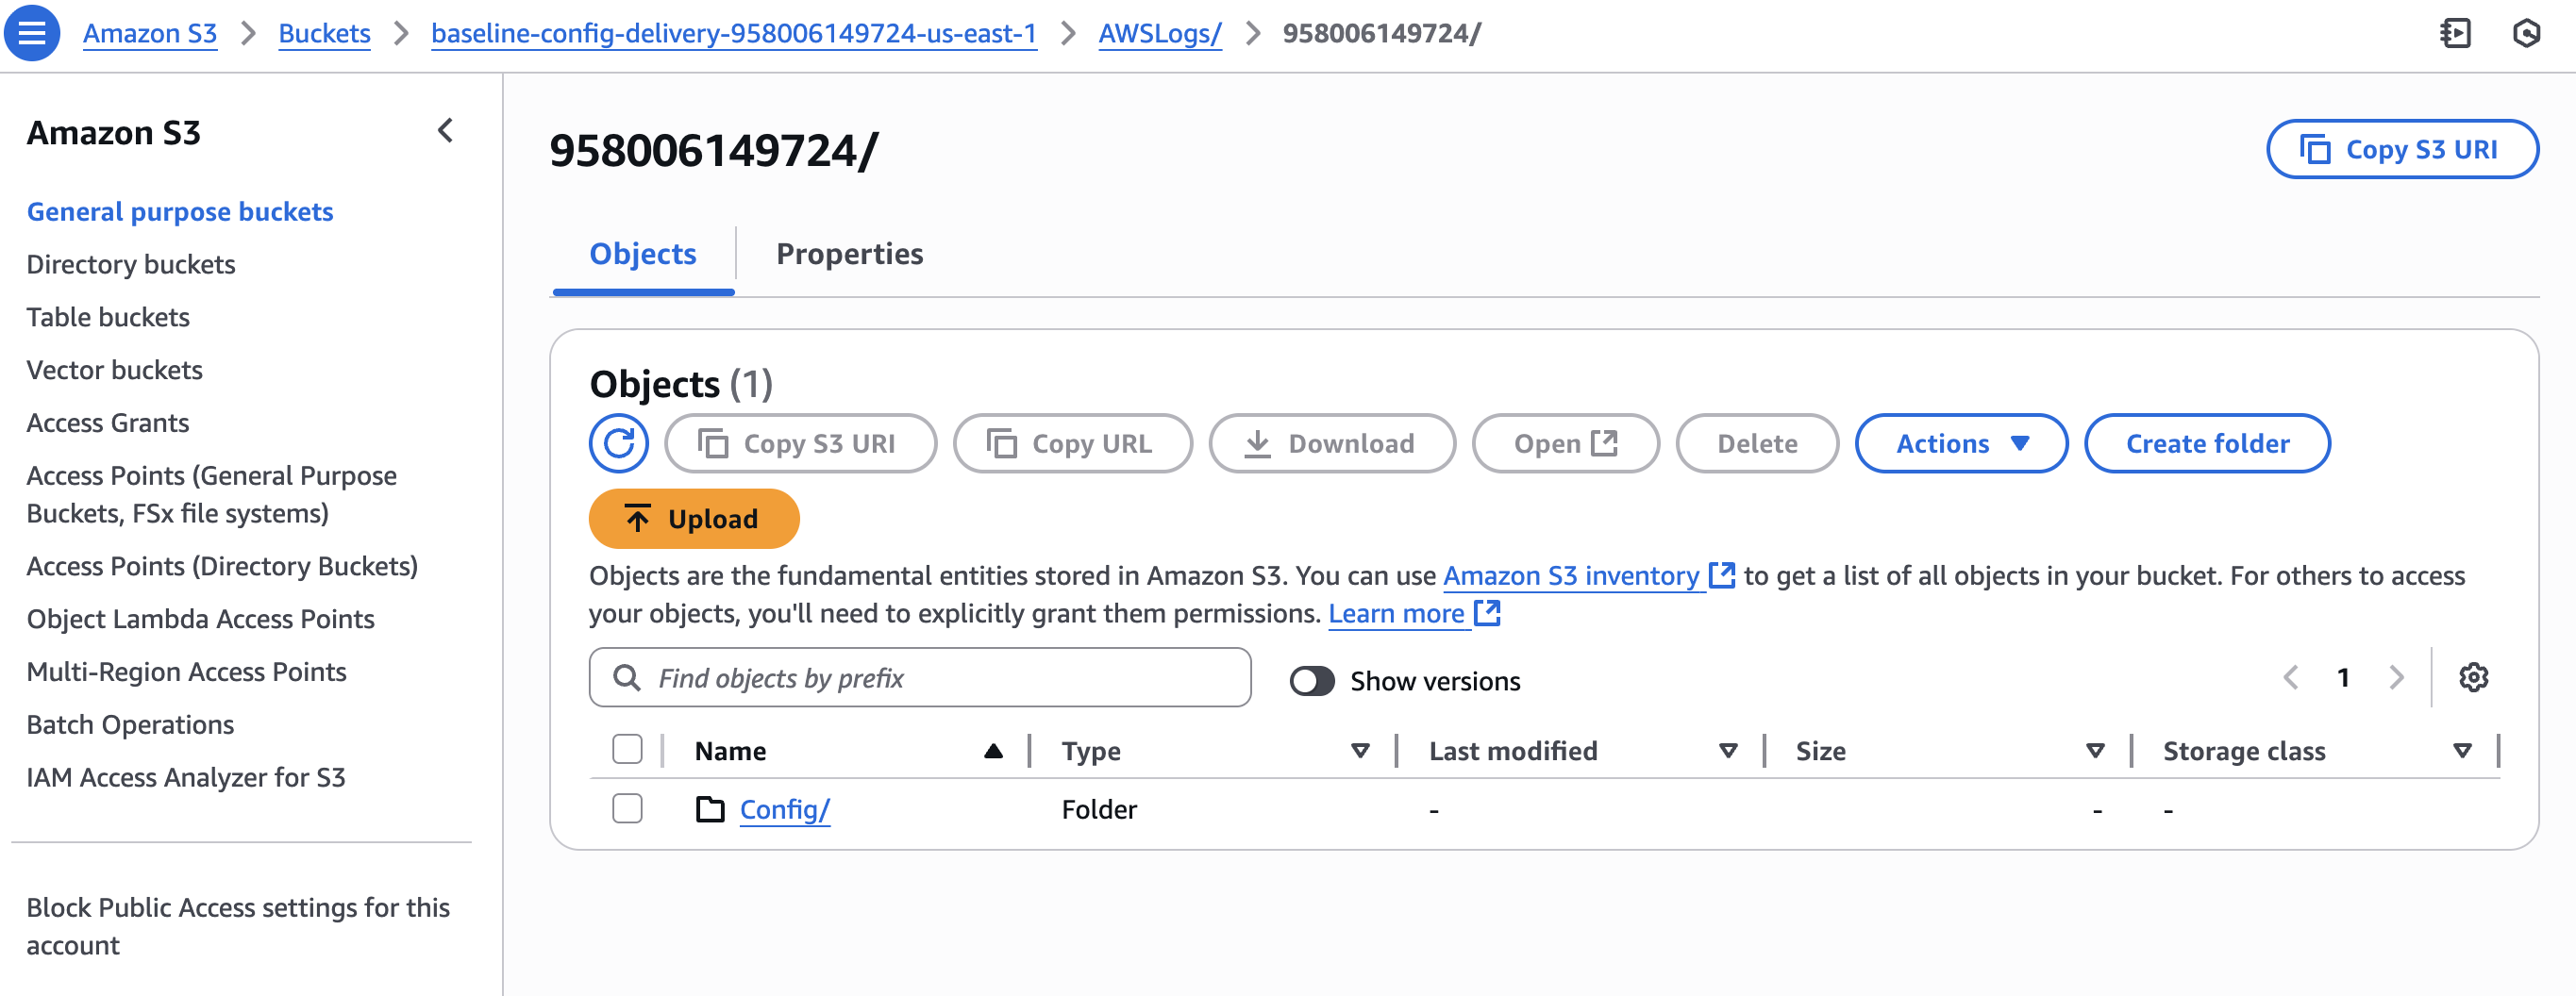 Amazon S3 > Buckets > baseline-config-delivery-958006149724-us-east-1 > AWSLogs/ > 958006149724/
Amazon S3
General purpose buckets
Directory buckets
Table buckets
Vector buckets
Access Grants
Access Points (General Purpose
Buckets, FSx file systems)
Access Points (Directory Buckets)
Object Lambda Access Points
Multi-Region Access Points
Batch Operations
IAM Access Analyzer for S3
Block Public Access settings for this
account
958006149724/
Copy S3 URI
Objects Properties
Objects (1)
Copy S3 URI Copy URL Download Open Delete Actions Create folder
Upload
Objects are the fundamental entities stored in Amazon S3. You can use Amazon S3 inventory to get a list of all objects in your bucket. For others to access
your objects, you'll need to explicitly grant them permissions. Learn more
Find objects by prefix Show versions 1
Name Type Last modified Size Storage class
Config/ Folder - - -